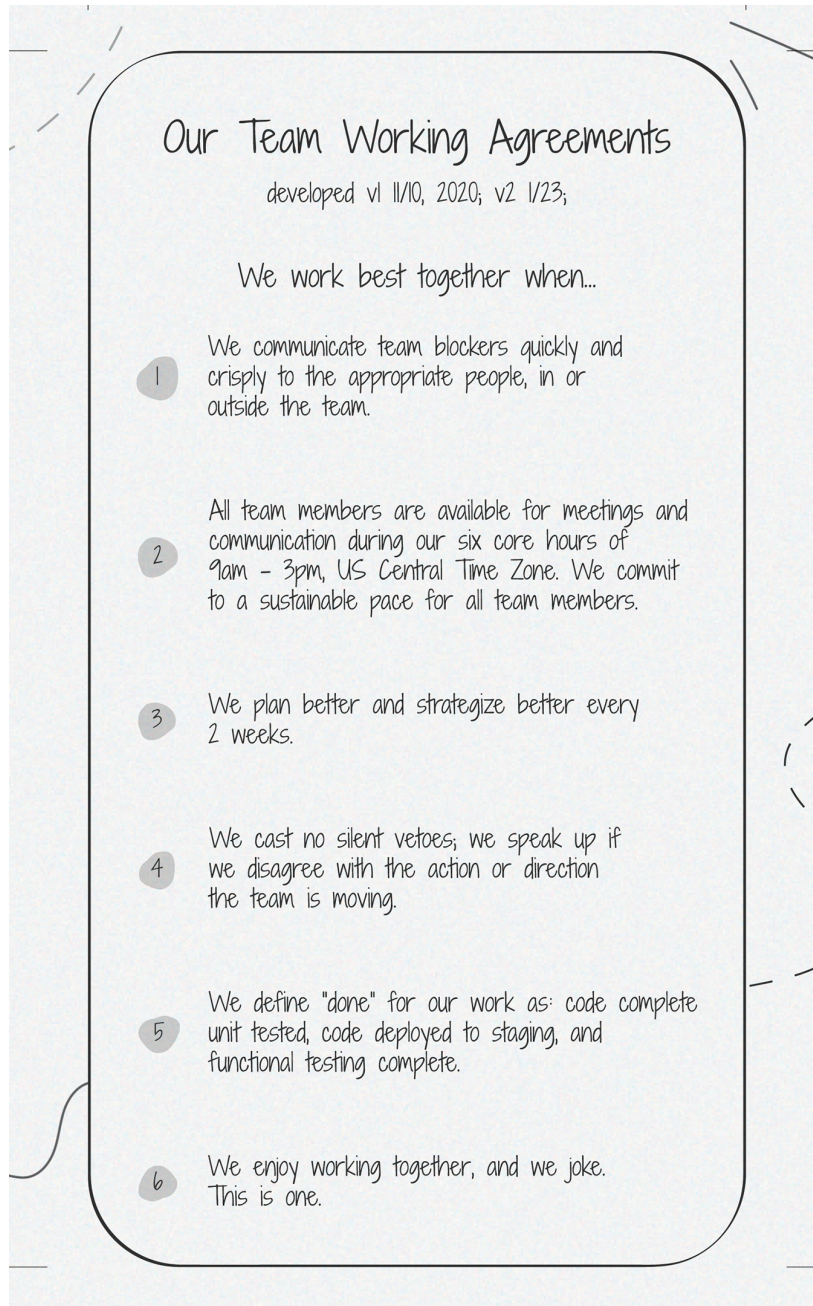 Our Team Working Agreements
developed v1 11/10, 2020; v2 1/23;
We work best together when...
1
We communicate team blockers quickly and
crisply to the appropriate people, in or
outside the team.
2
All team members are available for meetings and
communication during our six core hours of
9am - 3pm, US Central Time Zone. We commit
to a sustainable pace for all team members.
3
We plan better and strategize better every
2 weeks.
4
We cast no silent vetoes; we speak up if
we disagree with the action or direction
the team is moving.
5
We define "done" for our work as: code complete
unit tested, code deployed to staging, and
functional testing complete.
6
We enjoy working together, and we joke.
This is one.